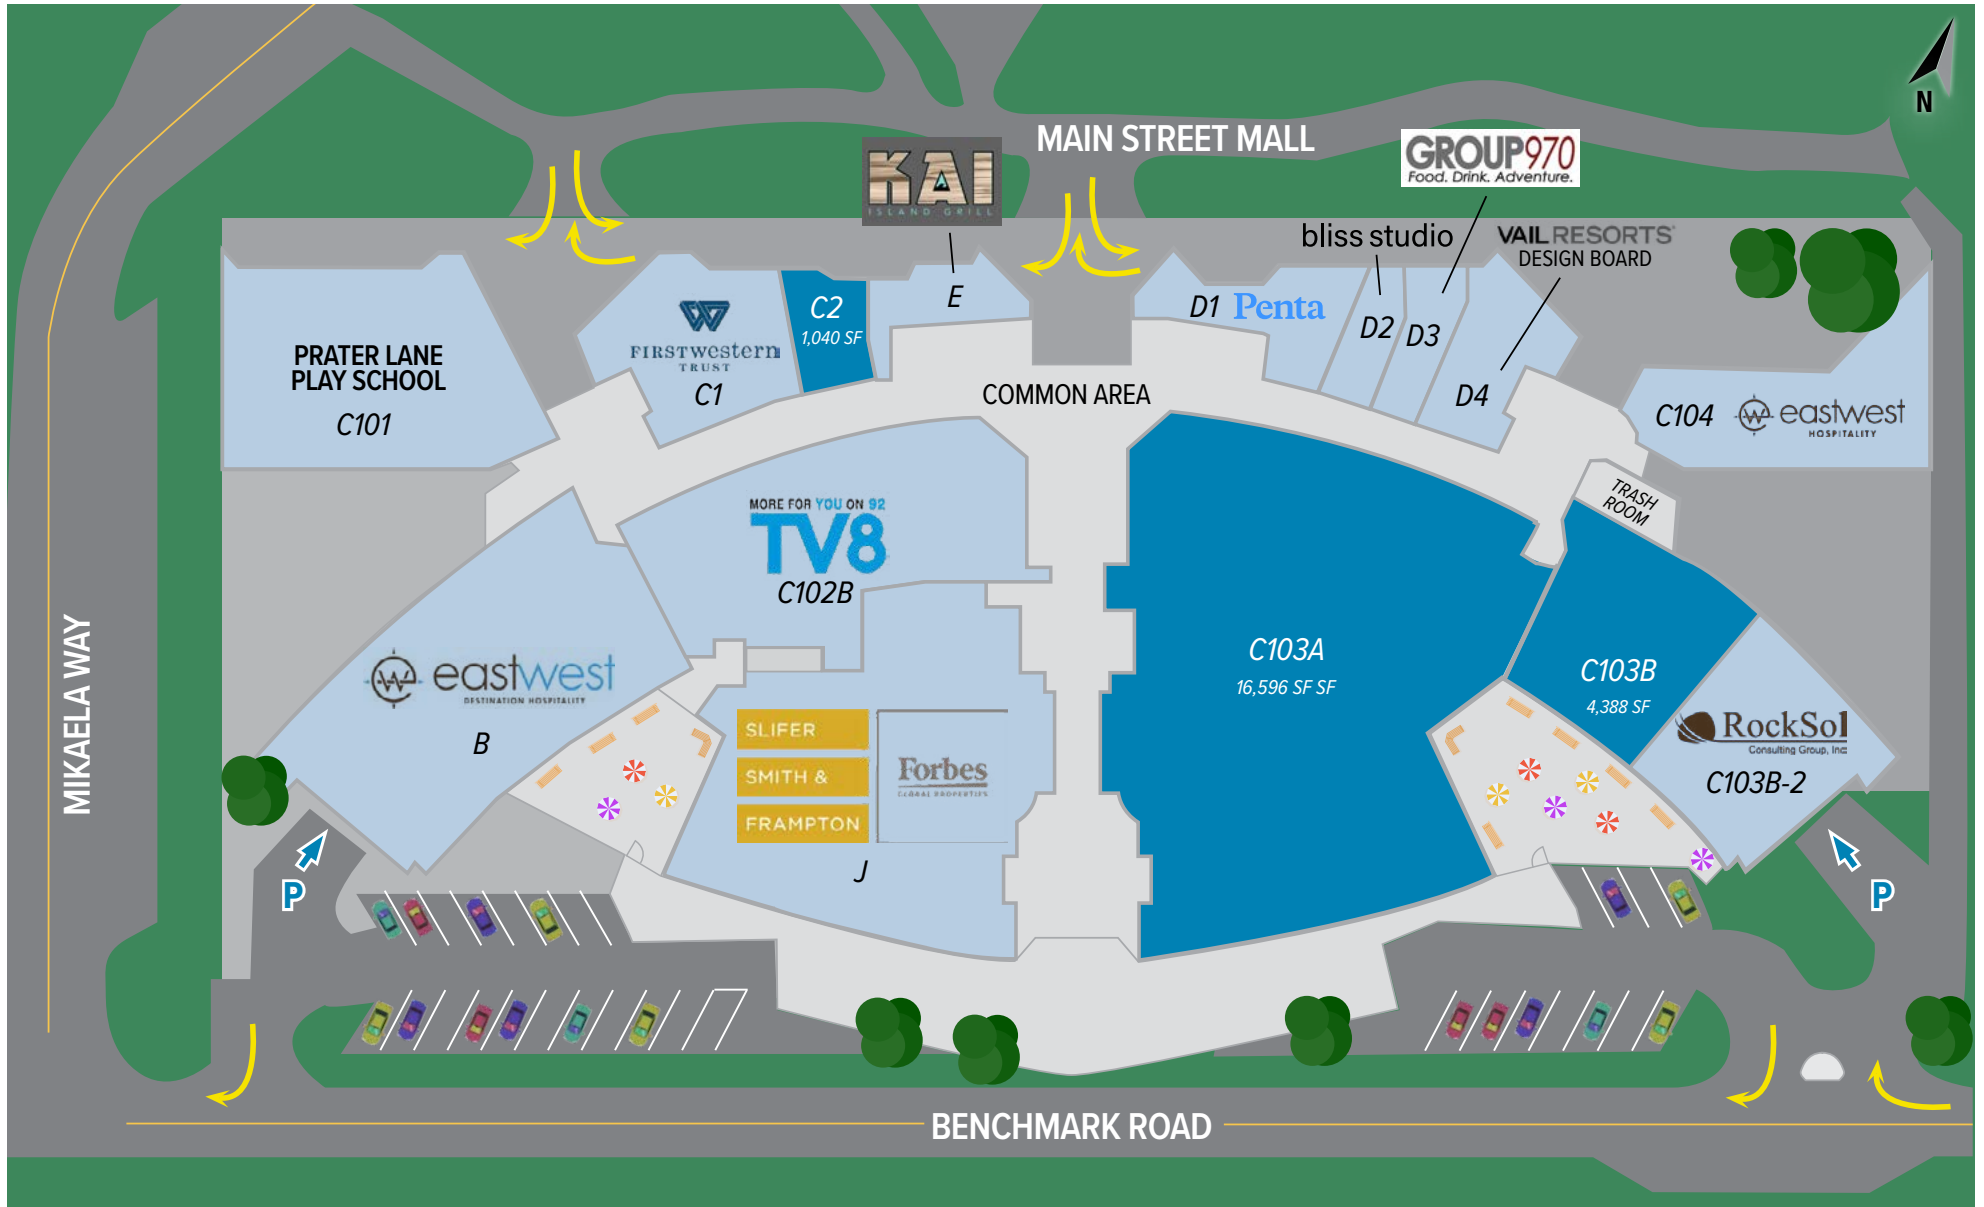 N
MAIN STREET MALL
KAI
ISLAND GRILL
GROUP970
Food. Drink. Adventure.
bliss studio
VAIL RESORTS®
DESIGN BOARD
E
D1 Penta
D2
D3
D4
C2
1,040 SF
FIRSTWestern
TRUST
C1
PRATER LANE
PLAY SCHOOL
C101
COMMON AREA
C104
eastwest
HOSPITALITY
TRASH
ROOM
MORE FOR YOU ON 92
TV8
C102B
C103A
16,596 SF SF
C103B
4,388 SF
eastwest
DESTINATION HOSPITALITY
B
RockSol
Consulting Group, Inc
C103B-2
SLIFER
SMITH &
FRAMPTON
Forbes
GLOBAL PROPERTIES
J
P
P
MIKAELA WAY
BENCHMARK ROAD